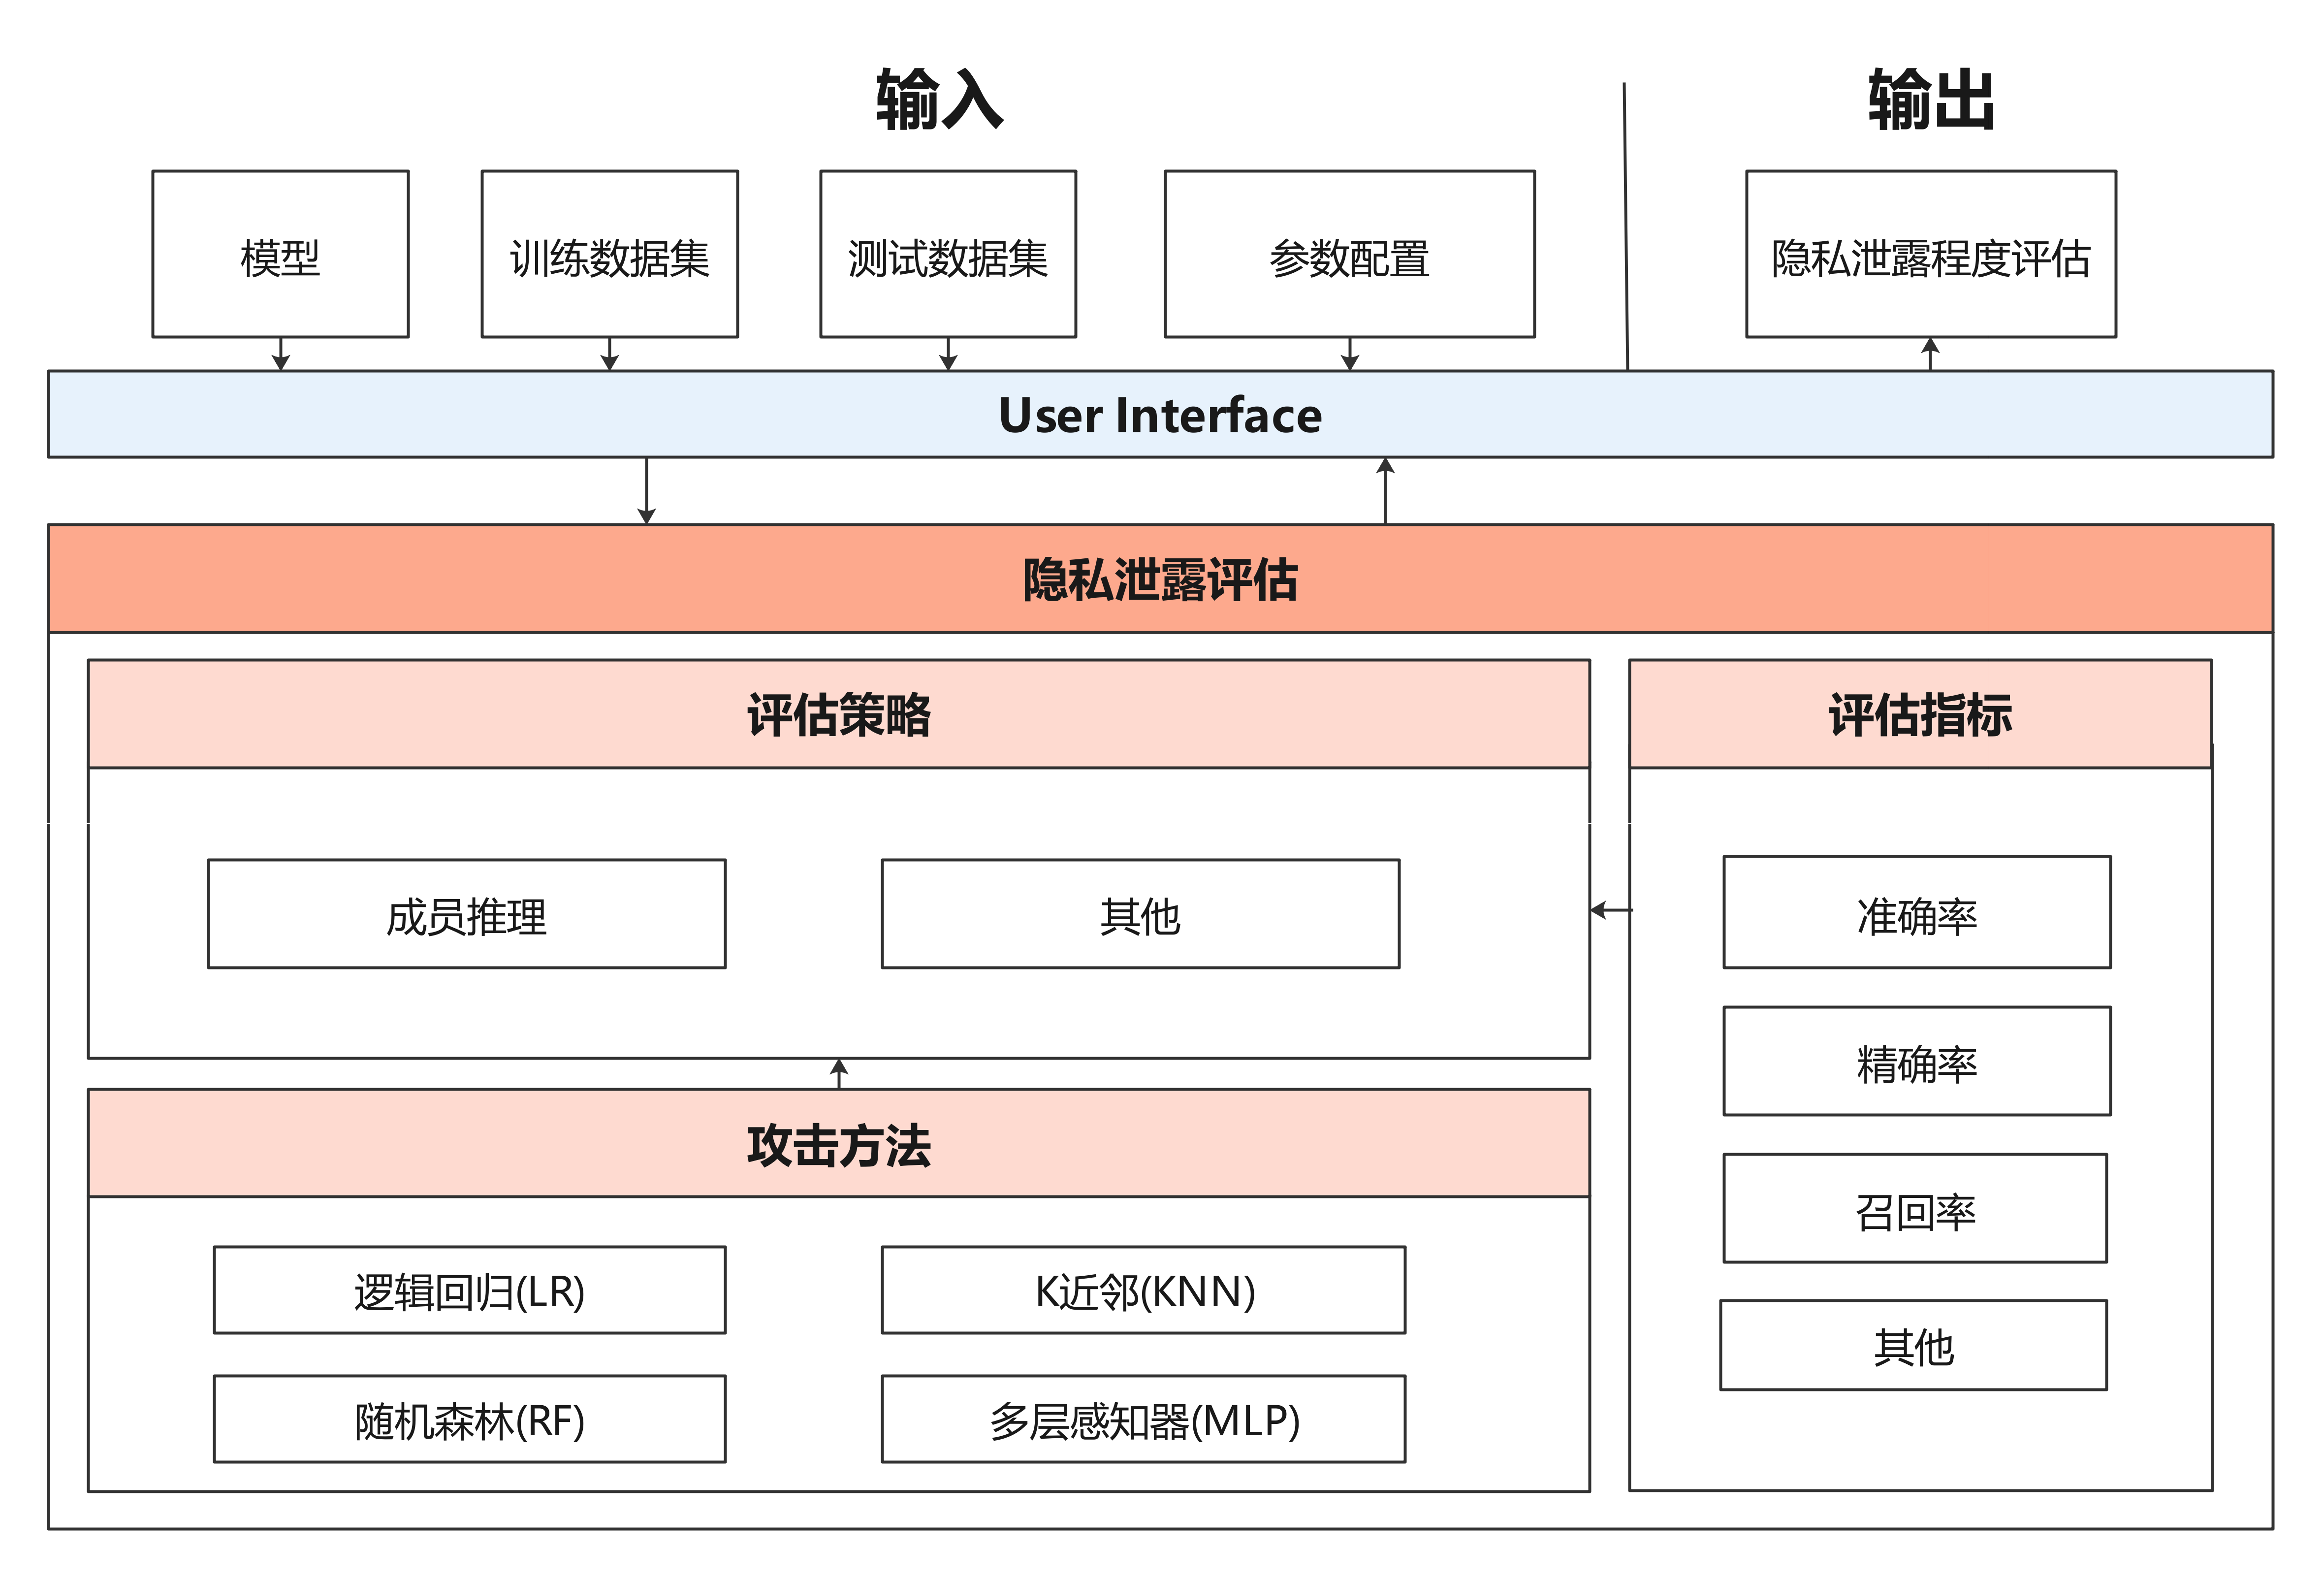 输入
输出
模型
训练数据集
测试数据集
参数配置
隐私泄露程度评估
User Interface
隐私泄露评估
评估策略
评估指标
成员推理
其他
准确率
精确率
召回率
其他
攻击方法
逻辑回归(LR)
K近邻(KNN)
随机森林(RF)
多层感知器(MLP)